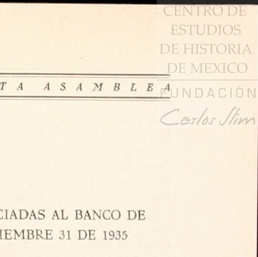 CENTRO DE
ESTUDIOS
DE HISTORIA
DE MEXICO
FUNDACIÓN
Carlos Slim
TA ASAMBLEA
CIADAS AL BANCO DE
IEMBRE 31 DE 1935